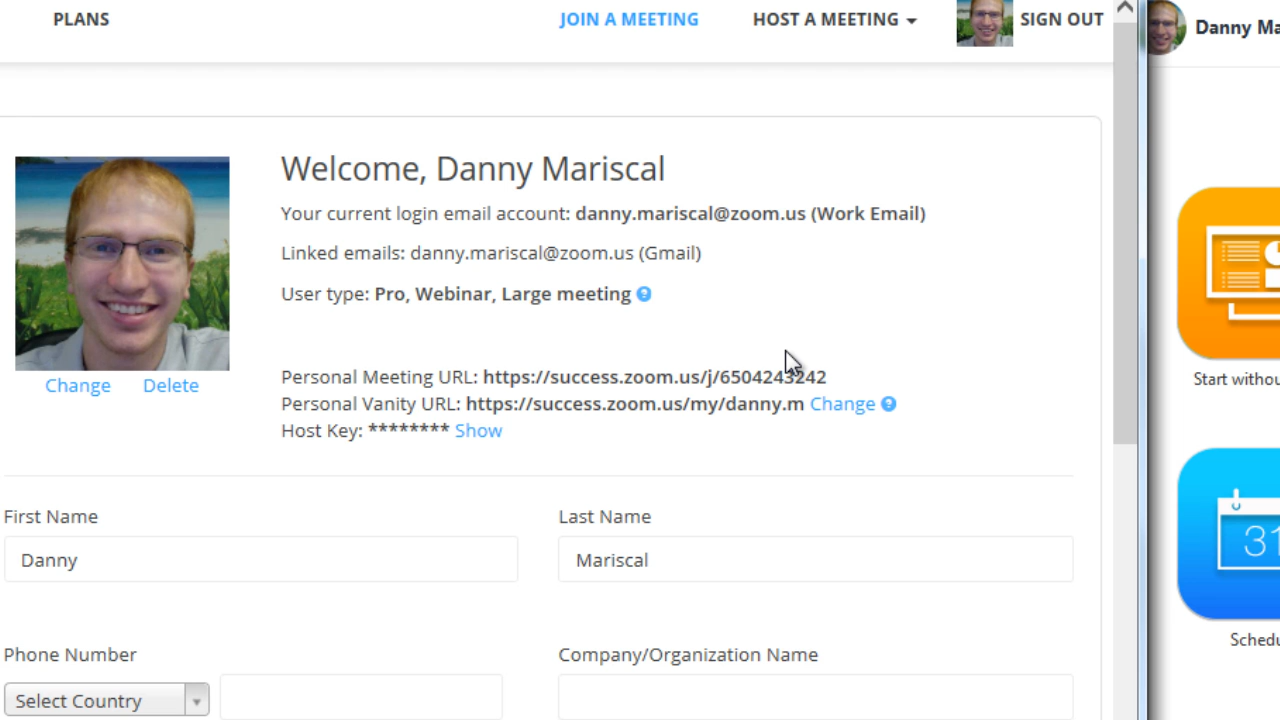 PLANS
JOIN A MEETING
HOST A MEETING
SIGN OUT
Danny Ma
Welcome, Danny Mariscal
Your current login email account: danny.mariscal@zoom.us (Work Email)
Linked emails: danny.mariscal@zoom.us (Gmail)
User type: Pro, Webinar, Large meeting ?
Change Delete
Personal Meeting URL: https://success.zoom.us/j/6504243242
Personal Vanity URL: https://success.zoom.us/my/danny.m Change ?
Host Key: ******** Show
Start withou
First Name
Last Name
Danny
Mariscal
31
Schedu
Phone Number
Company/Organization Name
Select Country